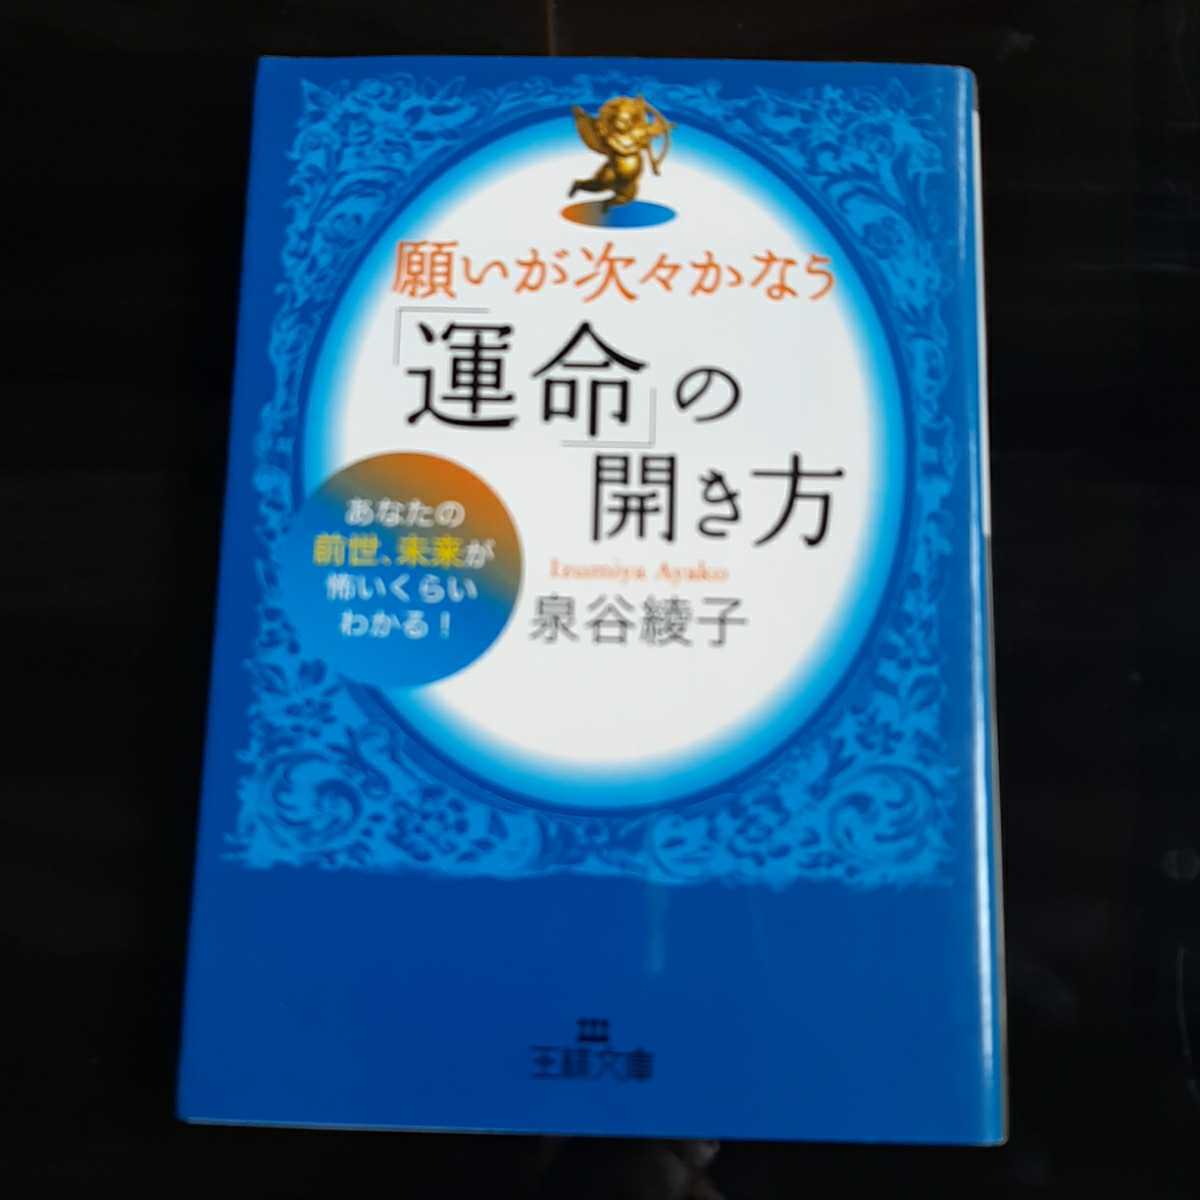 願いが次々かなう
「運命」の
開き方
あなたの
前世、未来が
怖いくらい
わかる!
Izumiya Ayako
泉谷綾子
王様文庫